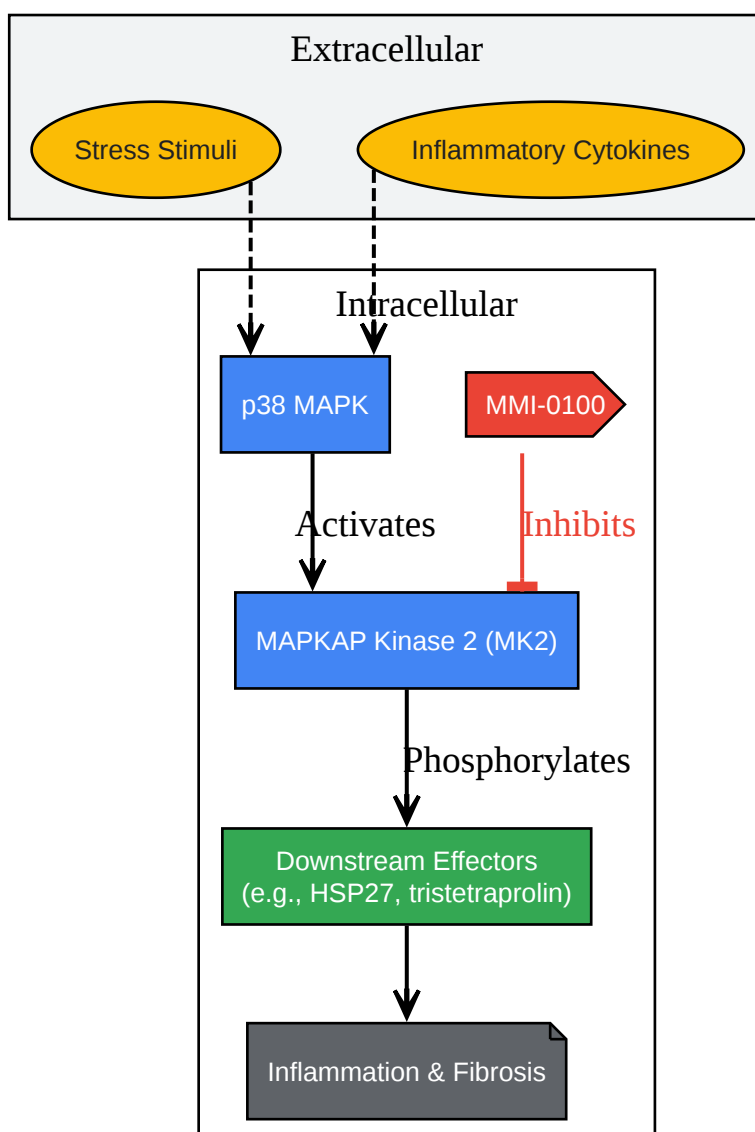 Extracellular
Stress Stimuli
Inflammatory Cytokines
Intracellular
p38 MAPK
MMI-0100
Activates
Inhibits
MAPKAP Kinase 2 (MK2)
Phosphorylates
Downstream Effectors
(e.g., HSP27, tristetraprolin)
Inflammation & Fibrosis